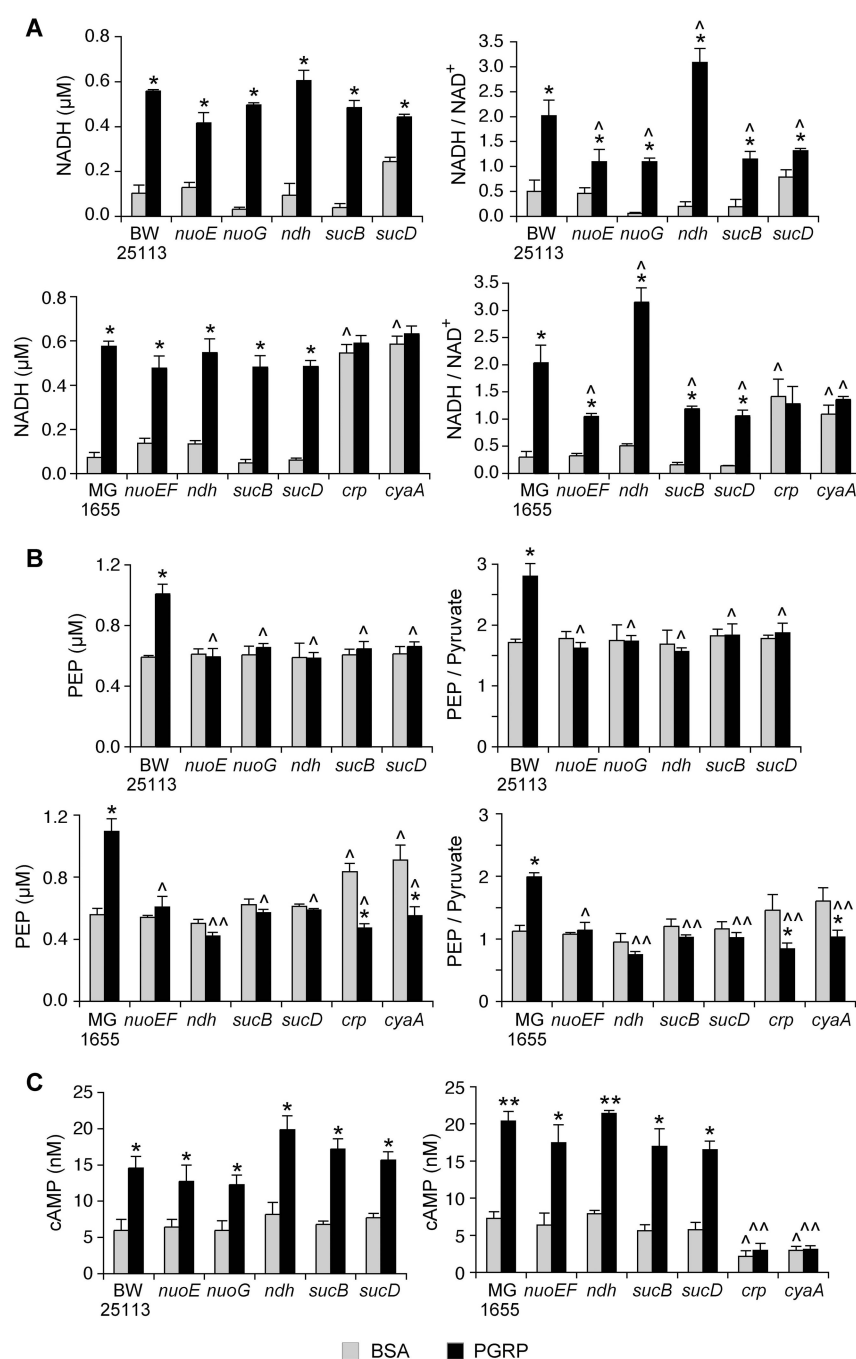 A
NADH (µM)
0.8
0.6
0.4
0.2
0.0
* * * * * *
BW
25113 nuoE nuoG ndh sucB sucD
NADH / NAD⁺
3.5
3.0
2.5
2.0
1.5
1.0
0.5
0
^ ^ ^ ^ ^
* * * * * *
BW
25113 nuoE nuoG ndh sucB sucD
NADH (µM)
0.8
0.6
0.4
0.2
0.0
* * * * * ^ ^
MG
1655 nuoEF ndh sucB sucD crp cyaA
NADH / NAD⁺
3.5
3.0
2.5
2.0
1.5
1.0
0.5
0.0
^ ^ ^ ^ ^ ^ ^
* * * * *
MG
1655 nuoEF ndh sucB sucD crp cyaA
B
PEP (µM)
1.2
0.8
0.4
0.0
* ^ ^ ^ ^ ^
BW
25113 nuoE nuoG ndh sucB sucD
PEP / Pyruvate
3
2
1
0
* ^ ^ ^ ^ ^
BW
25113 nuoE nuoG ndh sucB sucD
PEP (µM)
1.2
0.8
0.4
0.0
* ^ ^^ ^ ^ ^ ^ ^ ^
* *
MG
1655 nuoEF ndh sucB sucD crp cyaA
PEP / Pyruvate
3
2
1
0
* ^ ^^ ^^ ^^ ^^ ^^
* *
MG
1655 nuoEF ndh sucB sucD crp cyaA
C
cAMP (nM)
25
20
15
10
5
0
* * * * * *
BW
25113 nuoE nuoG ndh sucB sucD
cAMP (nM)
25
20
15
10
5
0
** * ** * * ^ ^^ ^ ^^
MG
1655 nuoEF ndh sucB sucD crp cyaA
BSA PGRP